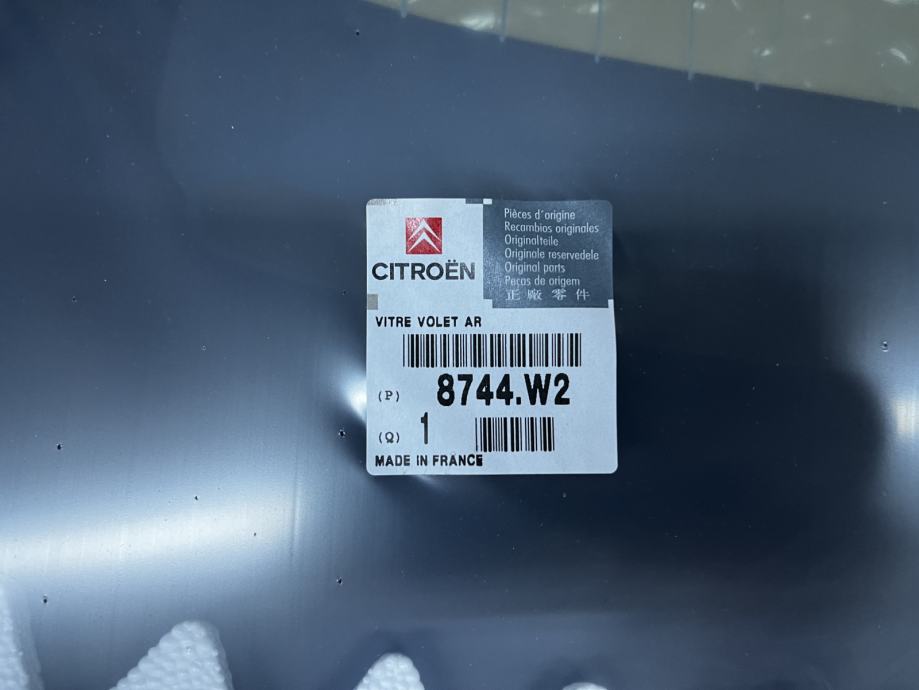 CITROËN
Pièces d'origine
Recambios originales
Originalteile
Originale reservedele
Original parts
Peças de origem
正廠零件
VITRE VOLET AR
(P) 8744.W2
(Q) 1
MADE IN FRANCE